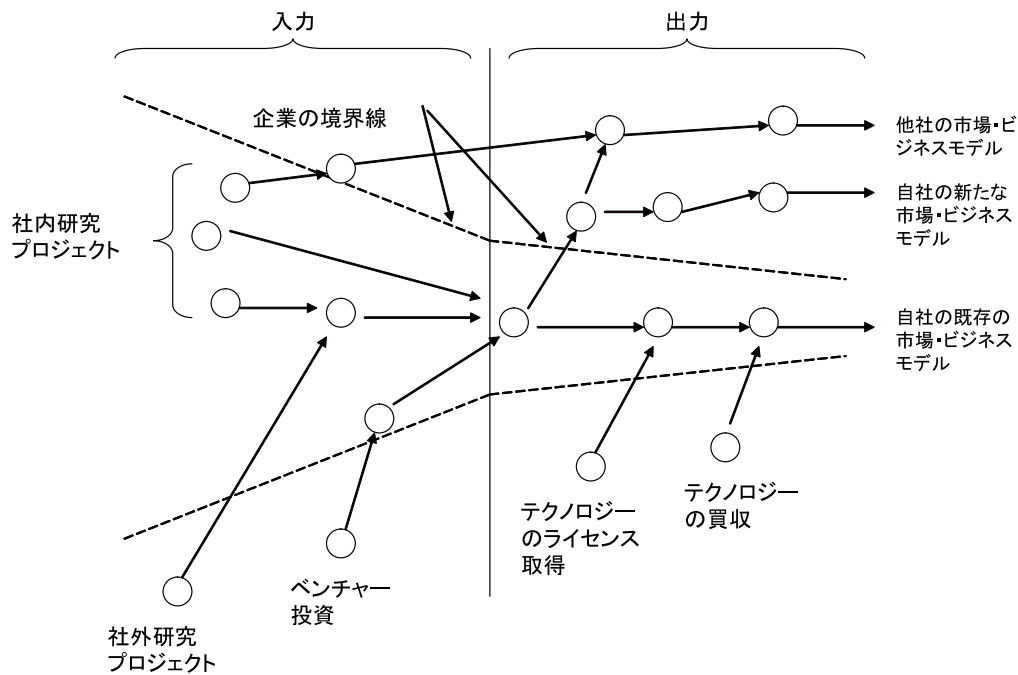 入力
出力
企業の境界線
他社の市場・ビ
ジネスモデル
自社の新たな
市場・ビジネス
モデル
社内研究
プロジェクト
自社の既存の
市場・ビジネス
モデル
テクノロジー
のライセンス
取得
テクノロジー
の買収
ベンチャー
投資
社外研究
プロジェクト